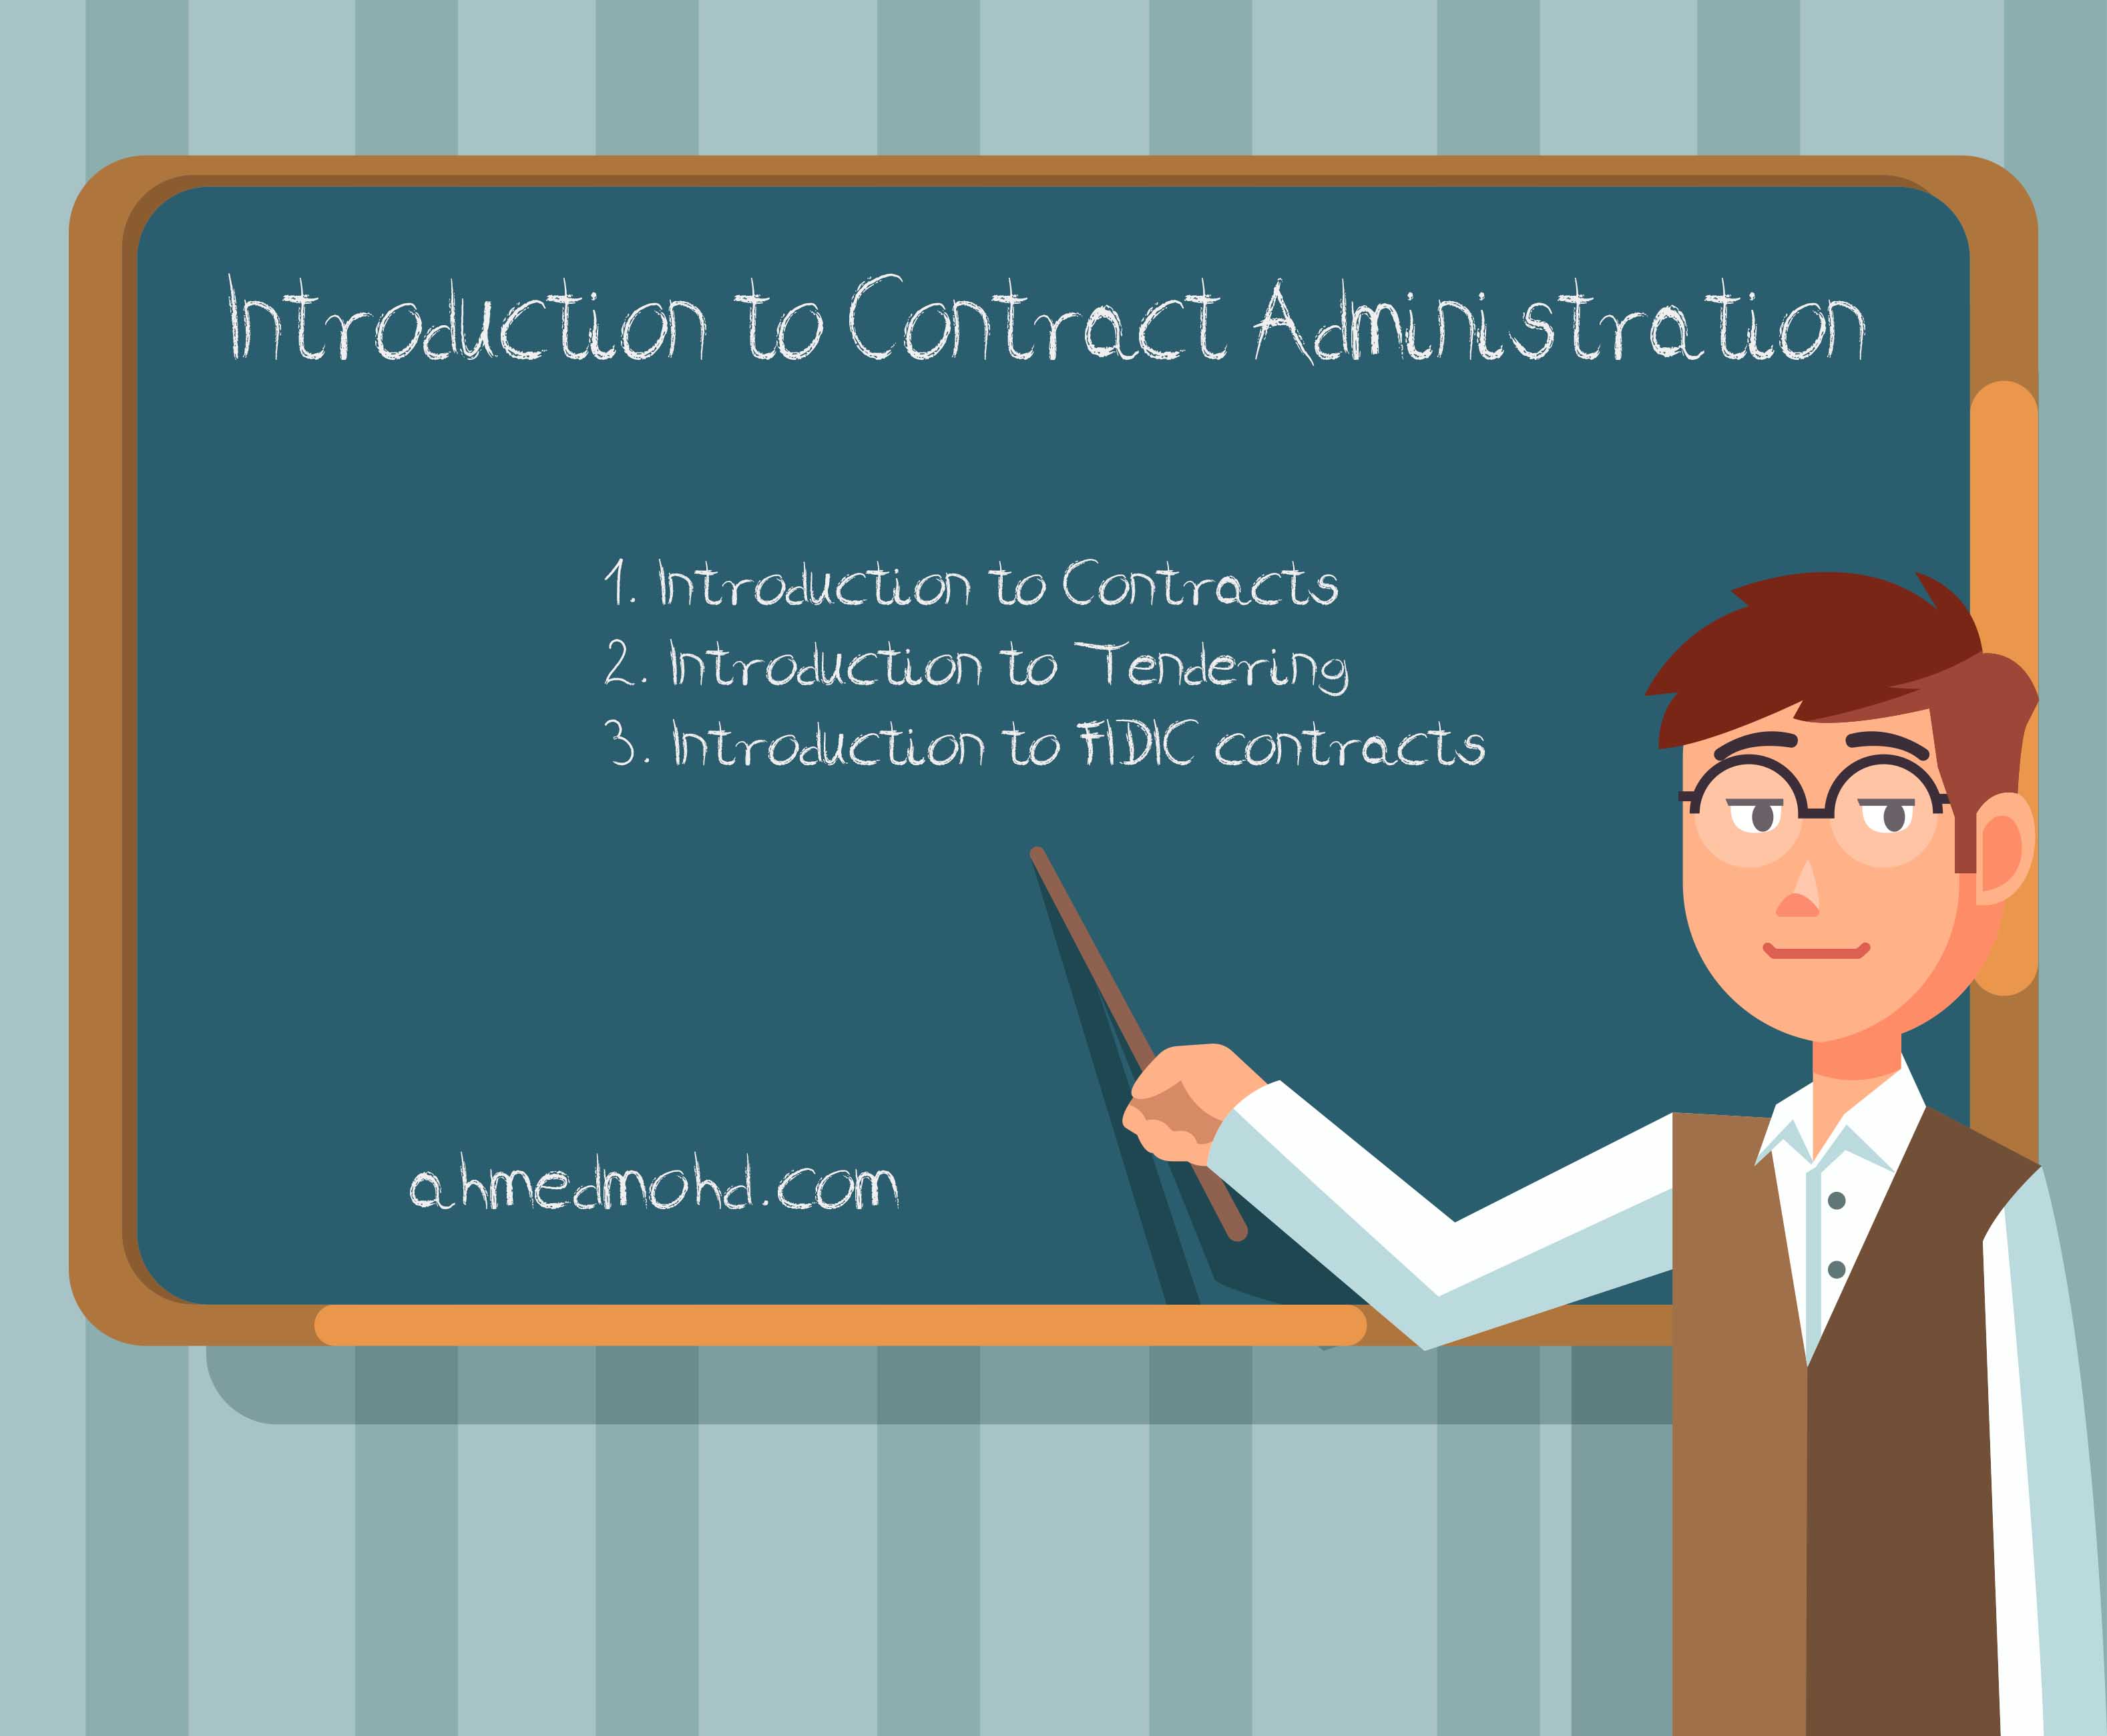 Introduction to Contract Administration
1. Introduction to Contracts
2. Introduction to Tendering
3. Introduction to FIDIC contracts
ahmedmohd.com